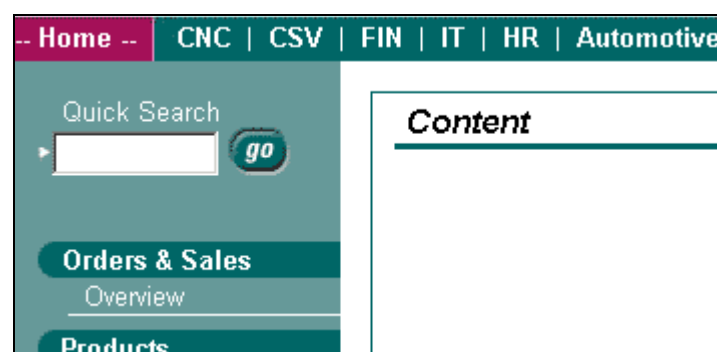 -- Home -- CNC | CSV | FIN | IT | HR | Automotive
Quick Search
go
Content
Orders & Sales
Overview
Products